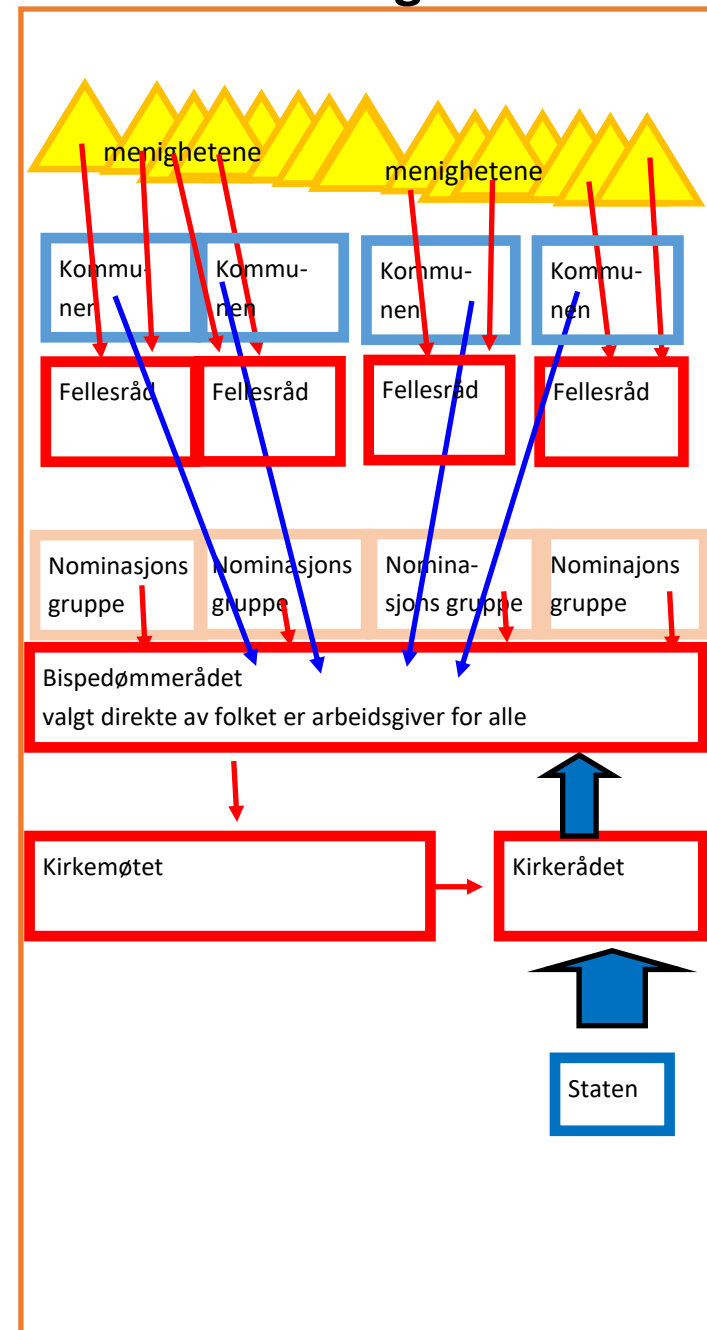 menighetene
menighetene
Kommu-
nen
Kommu-
nen
Kommu-
nen
Kommu-
nen
Fellesråd
Fellesråd
Fellesråd
Fellesråd
Nominasjons
gruppe
Nominasjons
gruppe
Nomina-
sjons gruppe
Nominajons
gruppe
Bispedømmerådet
valgt direkte av folket er arbeidsgiver for alle
Kirkemøtet
Kirkerådet
Staten